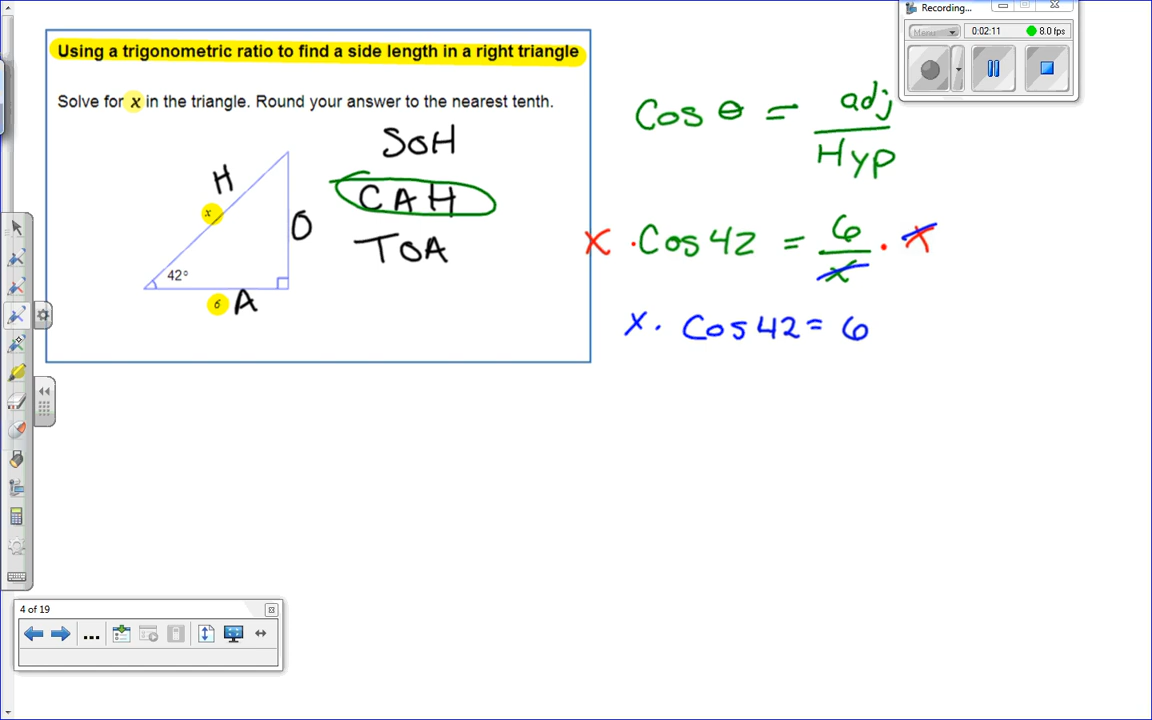 Recording...
Menu
0:02:11
8.0 fps
Using a trigonometric ratio to find a side length in a right triangle
Solve for x in the triangle. Round your answer to the nearest tenth.
SOH
CAH
TOA
H
x
O
42°
6 A
Cos θ = adj / Hyp
x · Cos 42 = 6 / x · x
x · Cos 42 = 6
4 of 19